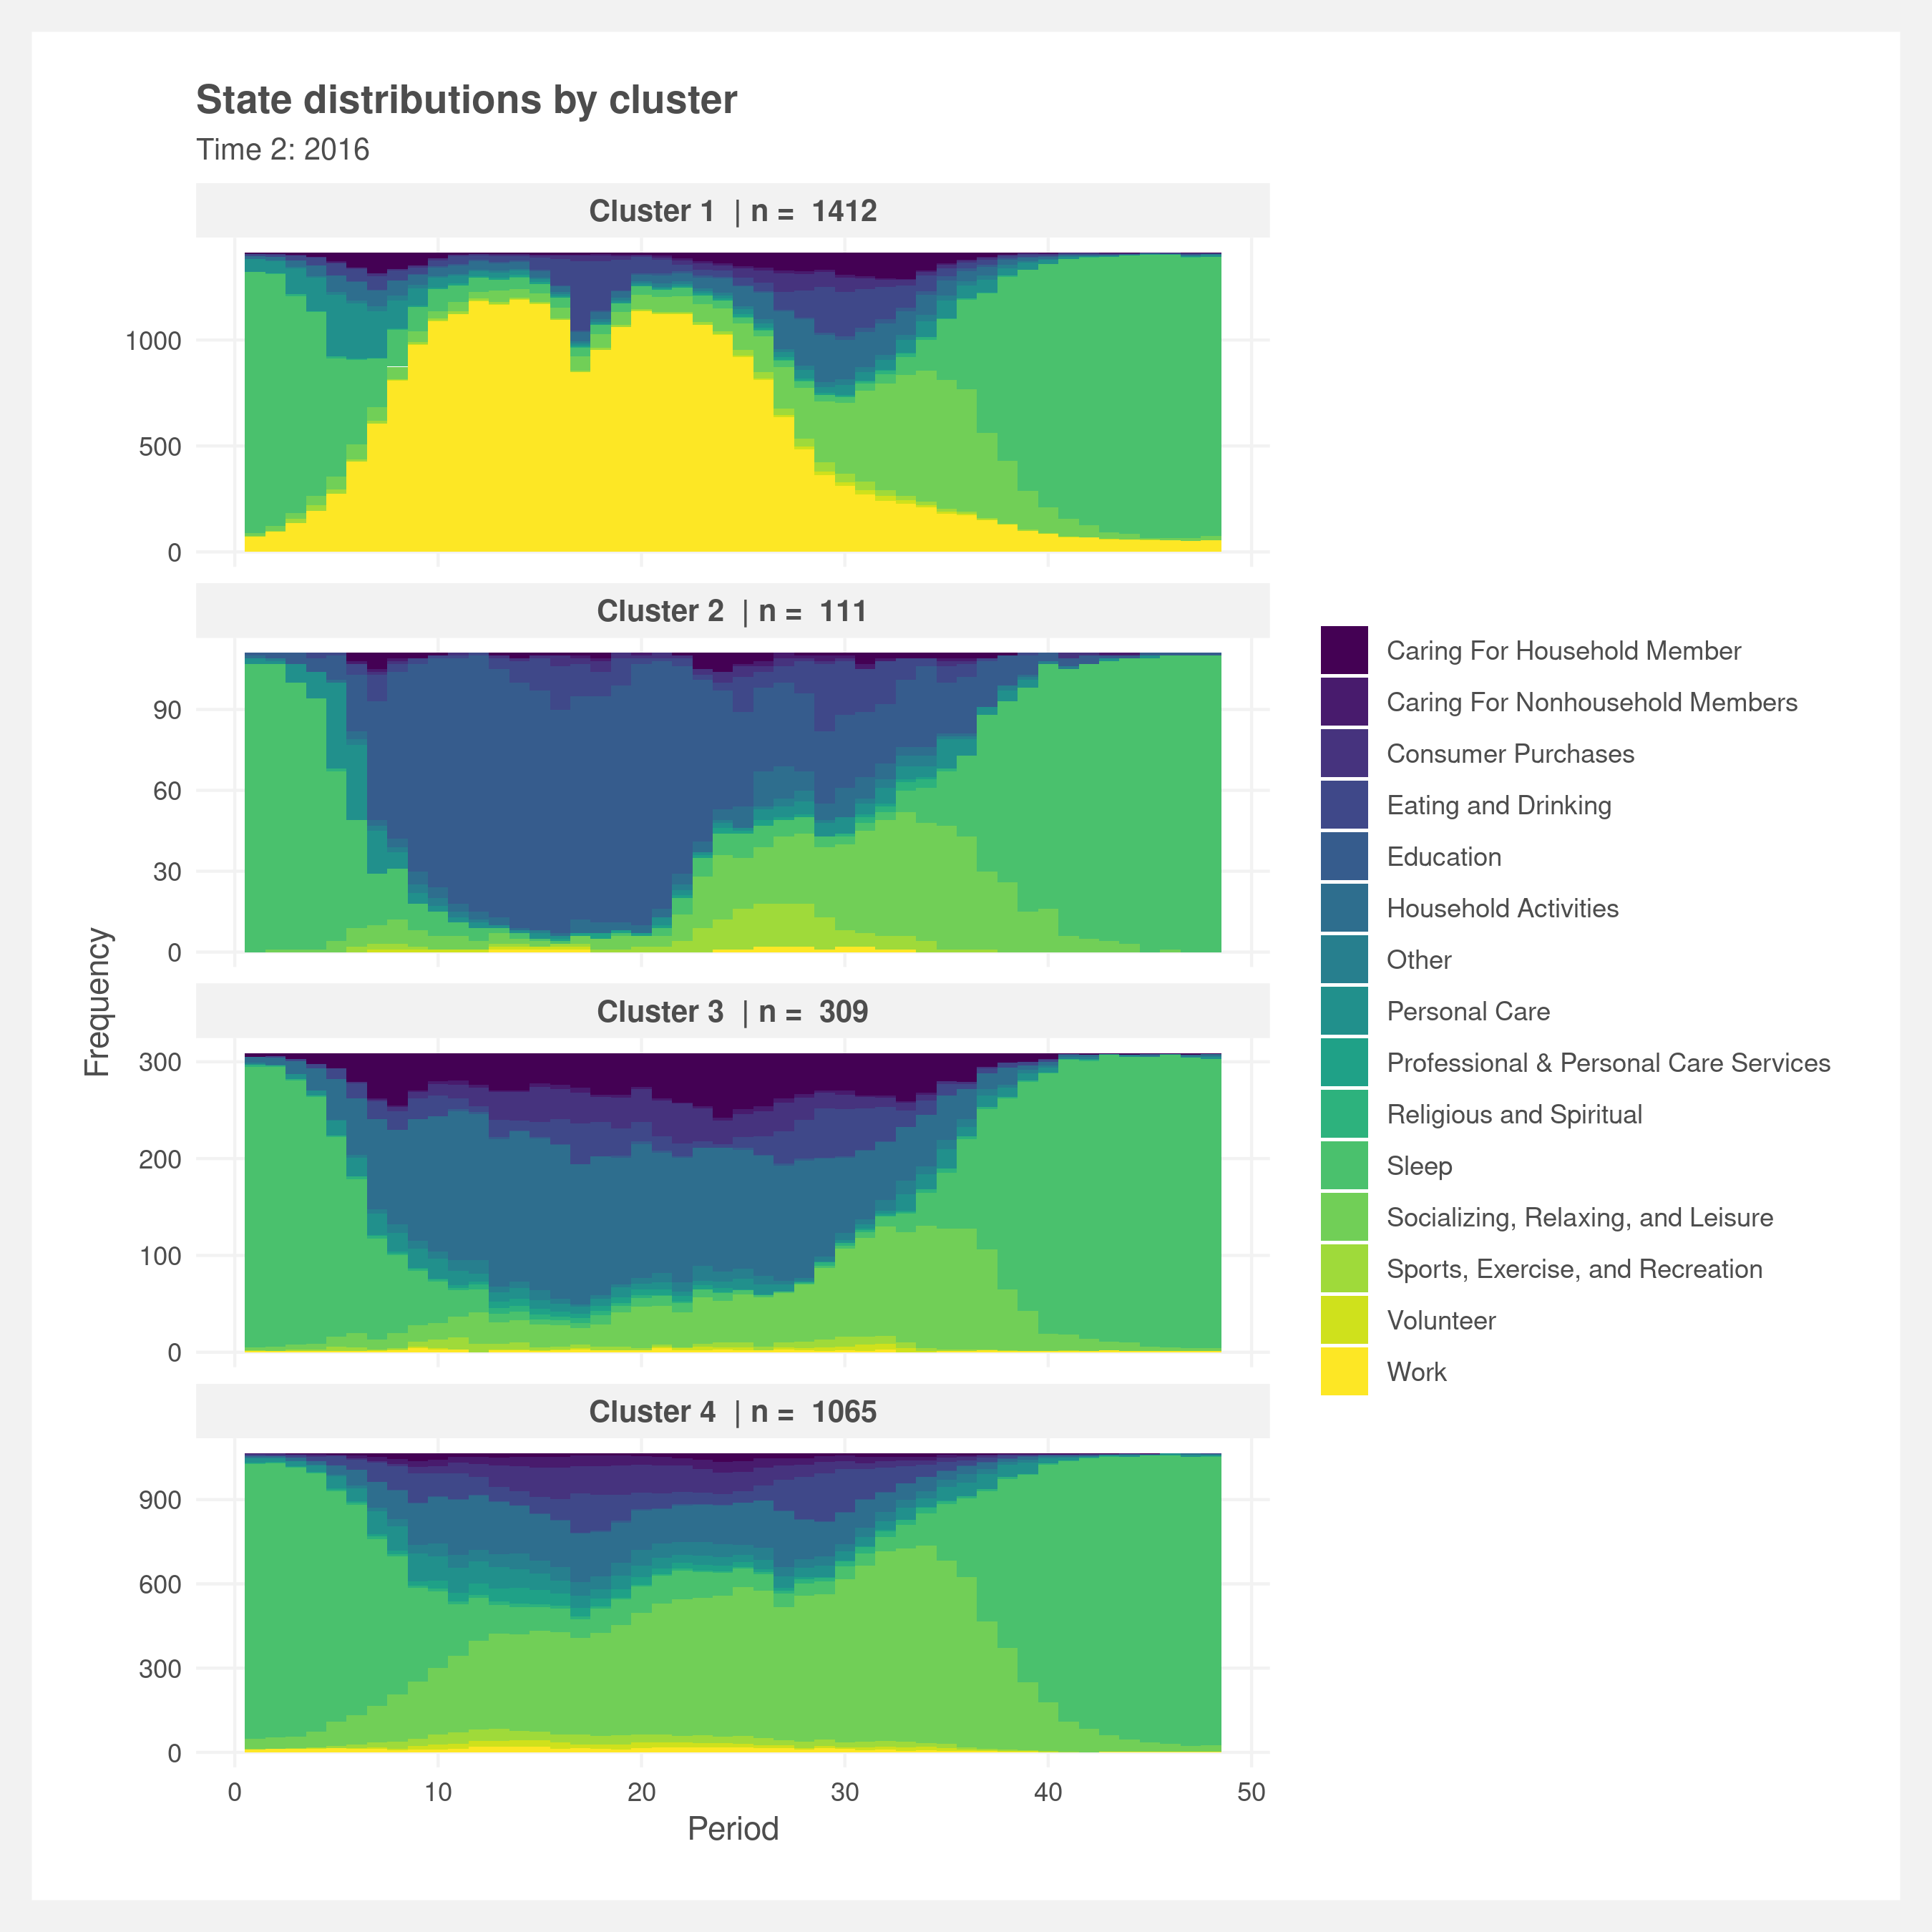 State distributions by cluster
Time 2: 2016
Cluster 1 | n = 1412
1000
500
0
Cluster 2 | n = 111
90
60
30
0
Cluster 3 | n = 309
300
200
100
0
Cluster 4 | n = 1065
900
600
300
0
0 10 20 30 40 50
Period
Frequency
Caring For Household Member
Caring For Nonhousehold Members
Consumer Purchases
Eating and Drinking
Education
Household Activities
Other
Personal Care
Professional & Personal Care Services
Religious and Spiritual
Sleep
Socializing, Relaxing, and Leisure
Sports, Exercise, and Recreation
Volunteer
Work